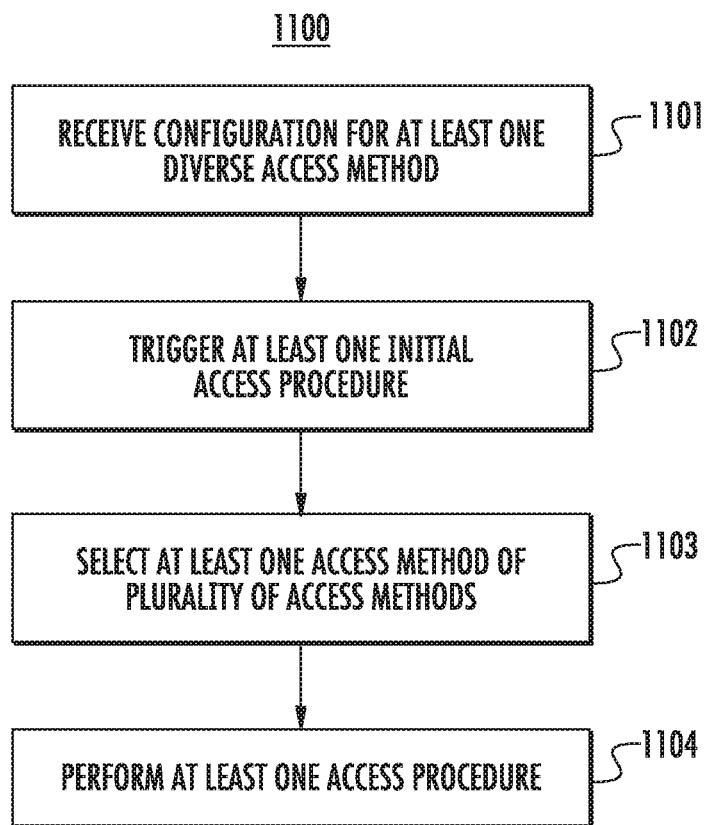 1100
RECEIVE CONFIGURATION FOR AT LEAST ONE
DIVERSE ACCESS METHOD
1101
TRIGGER AT LEAST ONE INITIAL
ACCESS PROCEDURE
1102
SELECT AT LEAST ONE ACCESS METHOD OF
PLURALITY OF ACCESS METHODS
1103
PERFORM AT LEAST ONE ACCESS PROCEDURE
1104